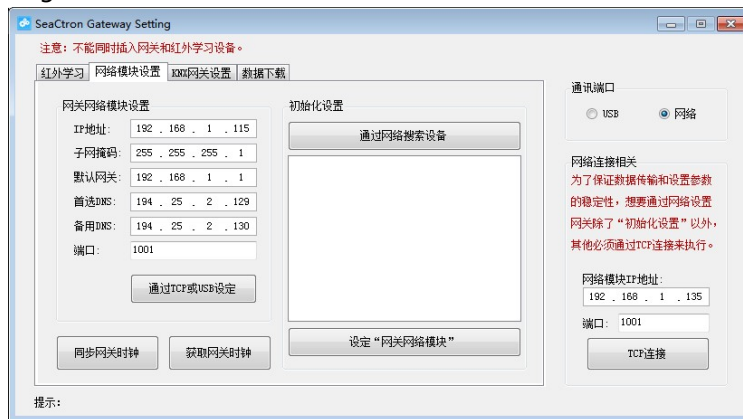 SeaCtron Gateway Setting
注意：不能同时插入网关和红外学习设备。
红外学习 网络模块设置 KNX网关设置 数据下载
网关网络模块设置
IP地址: 192 . 168 . 1 . 115
子网掩码: 255 . 255 . 255 . 1
默认网关: 192 . 168 . 1 . 1
首选DNS: 194 . 25 . 2 . 129
备用DNS: 194 . 25 . 2 . 130
端口: 1001
通过TCP或USB设定
同步网关时钟 获取网关时钟
初始化设置
通过网络搜索设备
设定“网关网络模块”
通讯端口
USB 网络
网络连接相关
为了保证数据传输和设置参数
的稳定性，想要通过网络设置
网关除了“初始化设置”以外，
其他必须通过TCP连接来执行。
网络模块IP地址:
192 . 168 . 1 . 135
端口: 1001
TCP连接
提示: